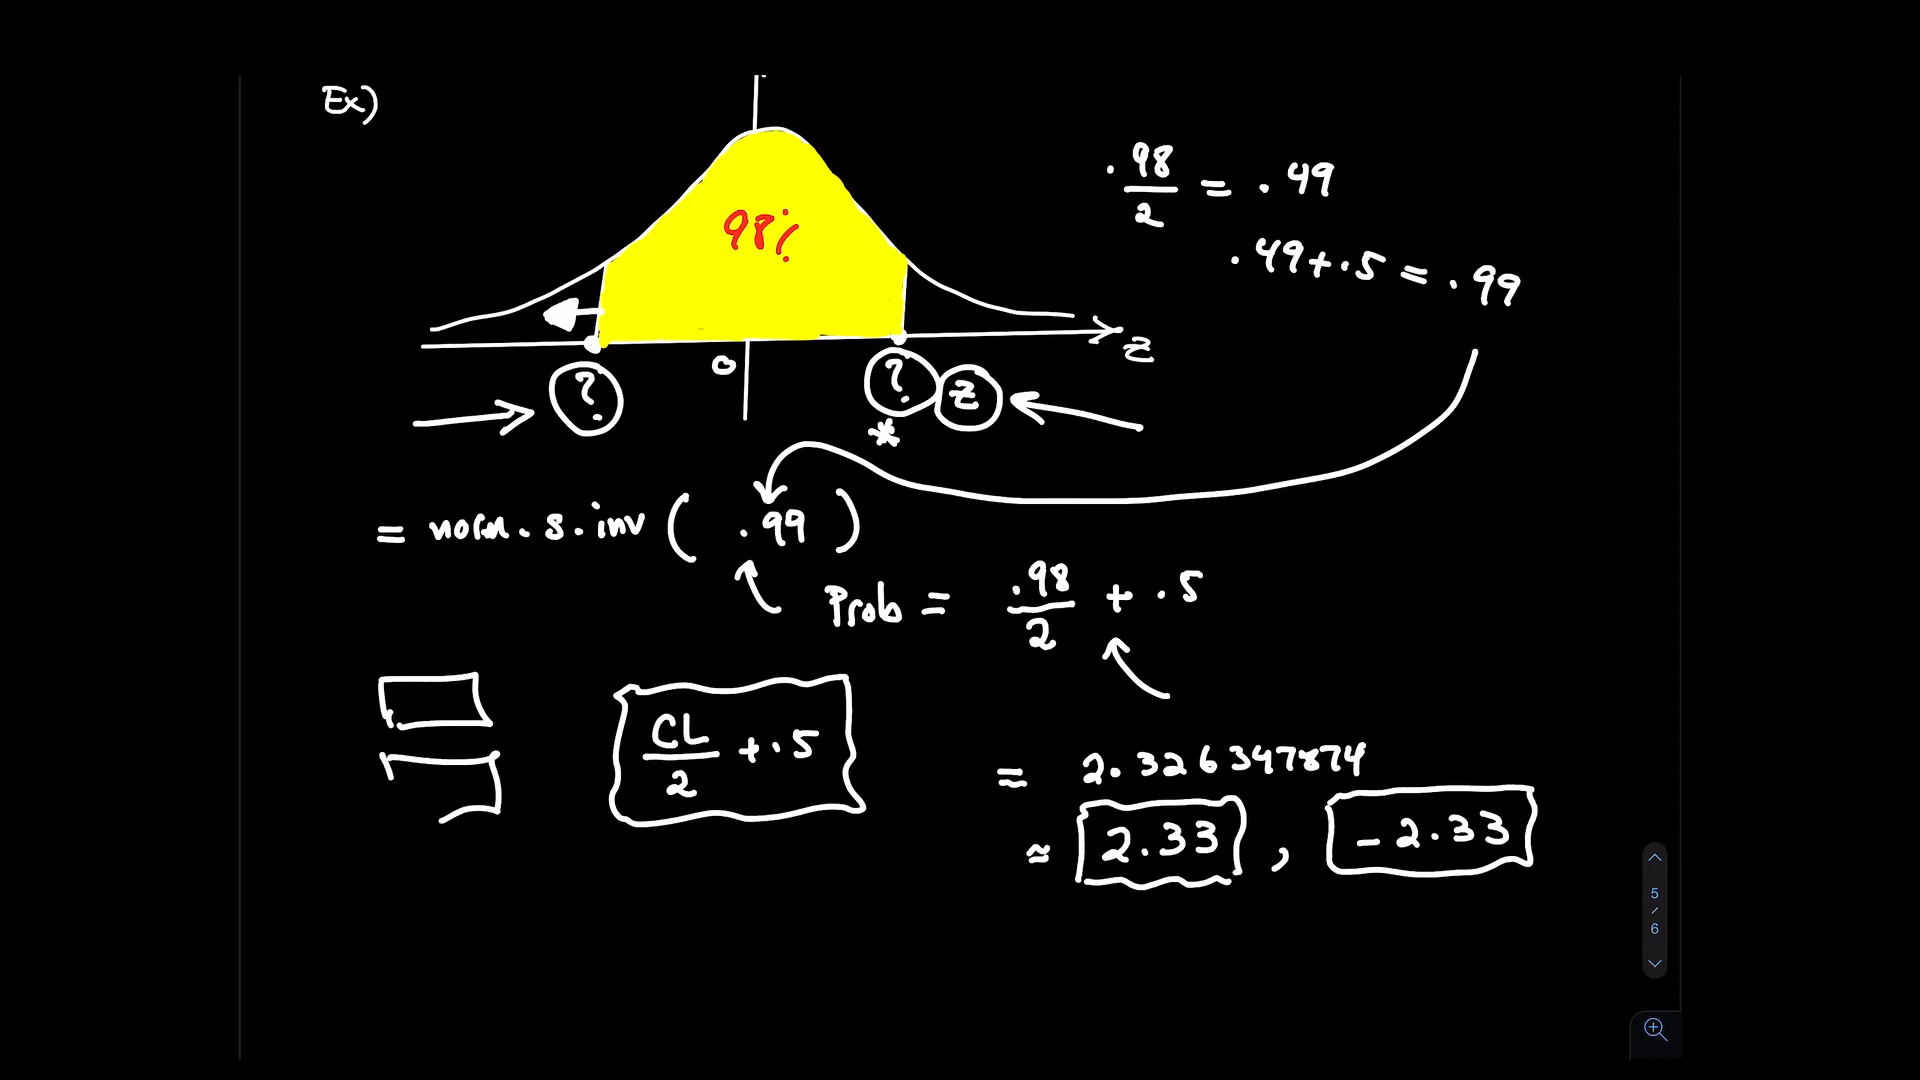 Ex)
98%
.98/2 = .49
.49+.5 = .99
0
z
?
?
z
*
= norm.s.inv ( .99 )
Prob = .98/2 + .5
CL/2 + .5
= 2.326347874
≈ 2.33 , -2.33
5
/
6